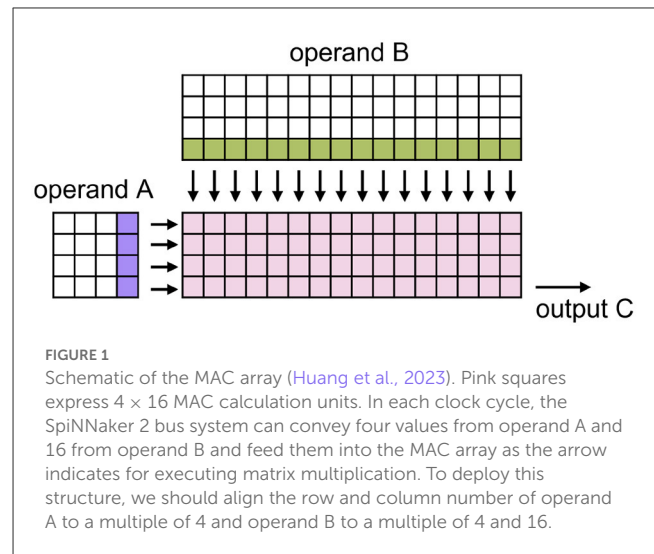 operand B
operand A
output C
FIGURE 1
Schematic of the MAC array (Huang et al., 2023). Pink squares
express 4 × 16 MAC calculation units. In each clock cycle, the
SpiNNaker 2 bus system can convey four values from operand A and
16 from operand B and feed them into the MAC array as the arrow
indicates for executing matrix multiplication. To deploy this
structure, we should align the row and column number of operand
A to a multiple of 4 and operand B to a multiple of 4 and 16.